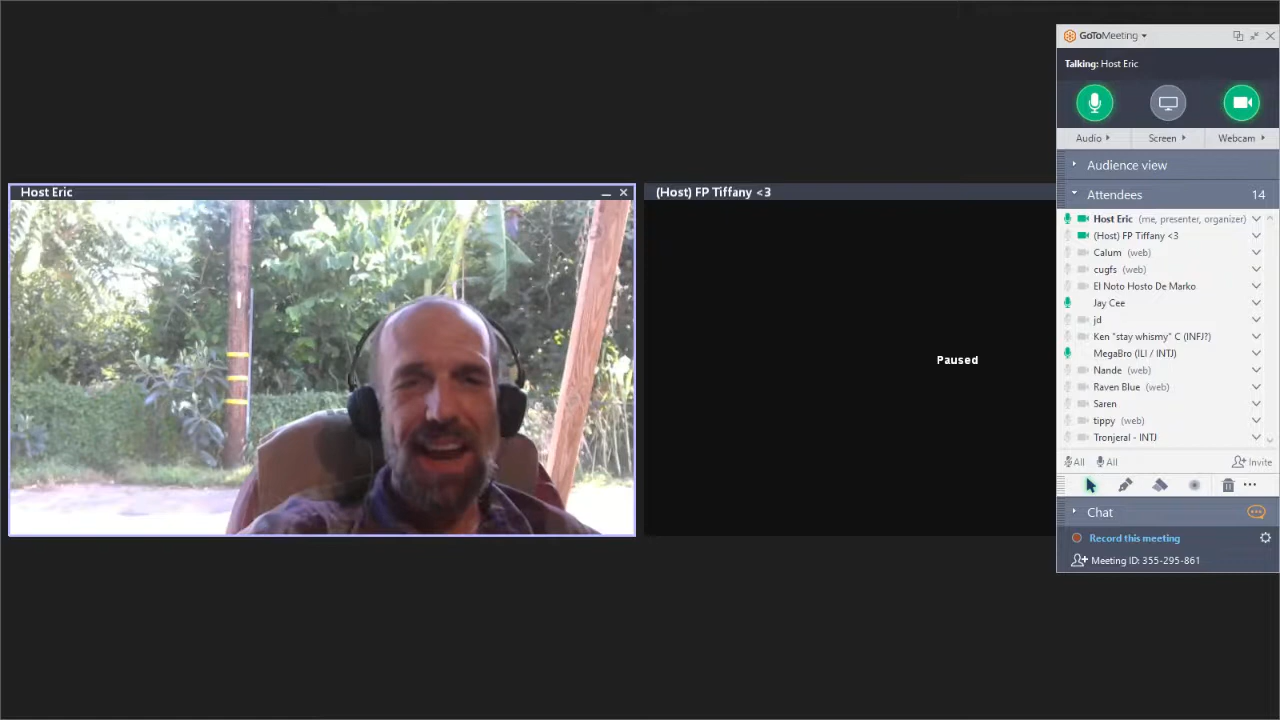 GoToMeeting
Talking: Host Eric
Audio
Screen
Webcam
Audience view
Attendees 14
Host Eric
(Host) FP Tiffany <3
Paused
Host Eric (me, presenter, organizer)
(Host) FP Tiffany <3
Calum (web)
cugfs (web)
El Noto Hosto De Marko
Jay Cee
jd
Ken "stay whismy" C (INFJ?)
MegaBro (ILI / INTJ)
Nande (web)
Raven Blue (web)
Saren
tippy (web)
Tronjeral - INTJ
All
All
Invite
Chat
Record this meeting
Meeting ID: 355-295-861